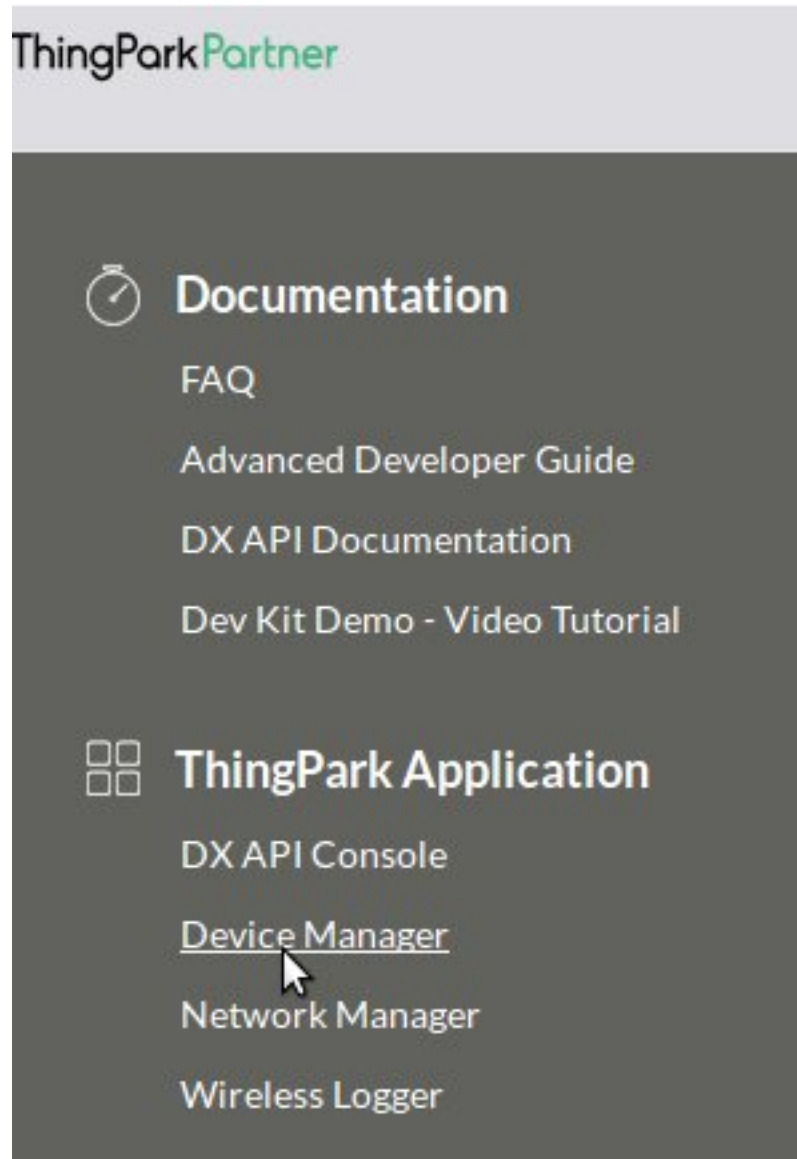 ThingParkPartner
Documentation
FAQ
Advanced Developer Guide
DX API Documentation
Dev Kit Demo - Video Tutorial
ThingPark Application
DX API Console
Device Manager
Network Manager
Wireless Logger